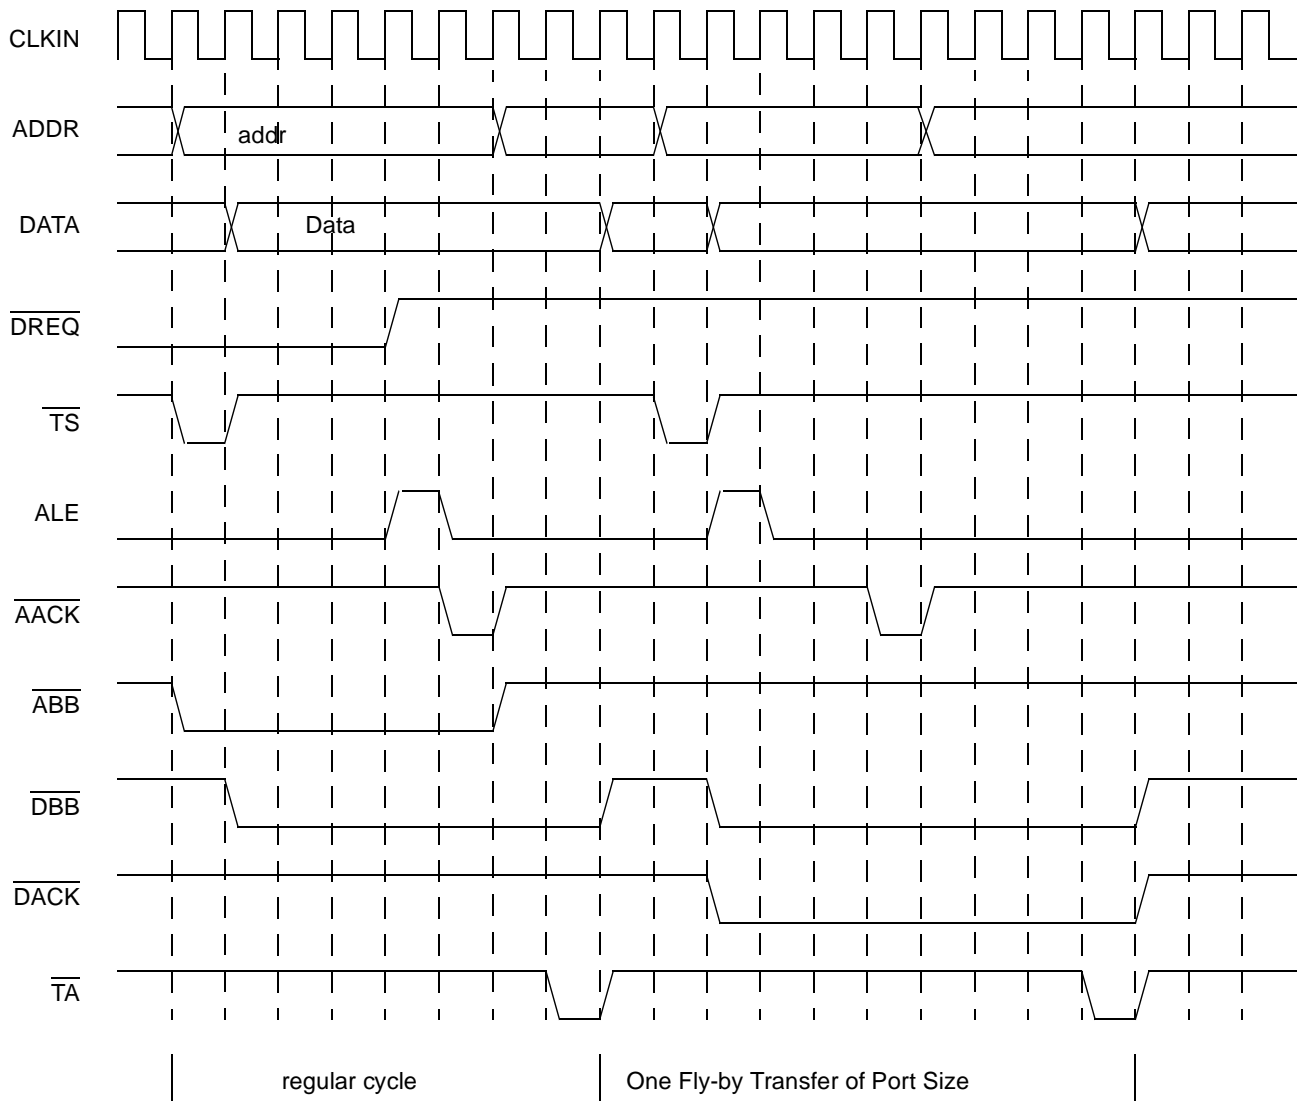 CLKIN
ADDR
addr
DATA
Data
DREQ
TS
ALE
AACK
ABB
DBB
DACK
TA
regular cycle
One Fly-by Transfer of Port Size